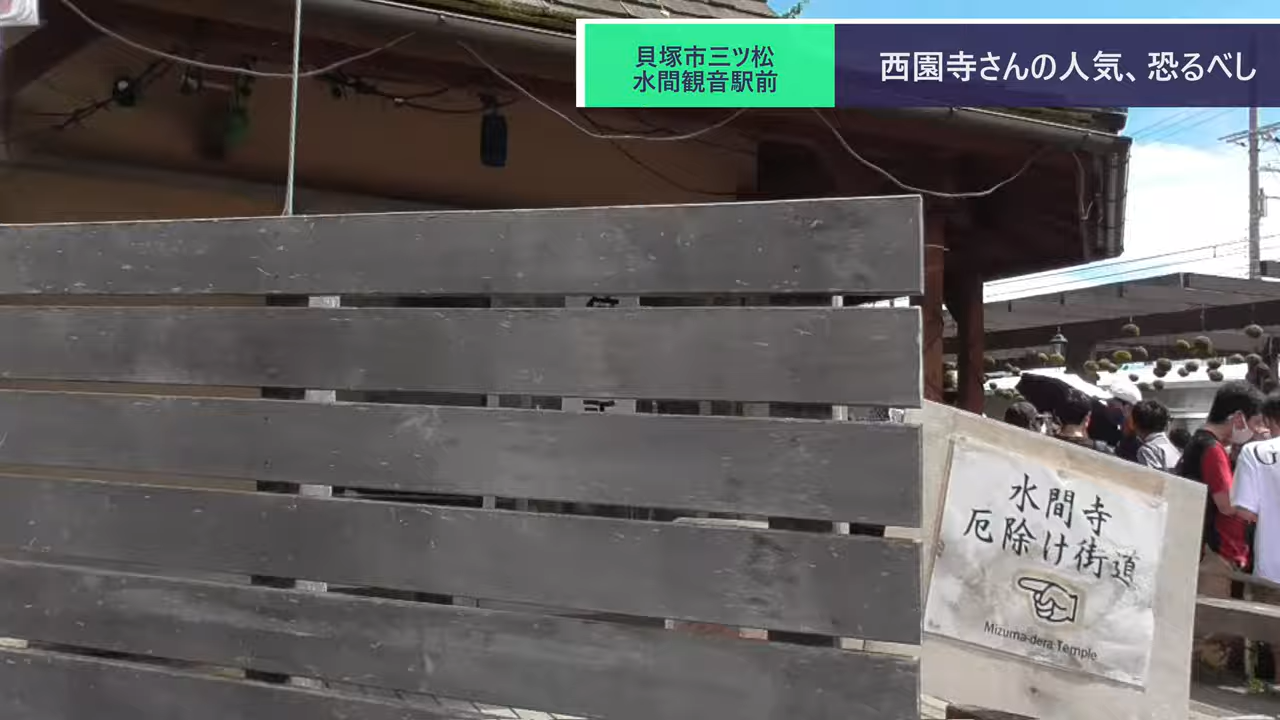 貝塚市三ツ松
水間観音駅前
西園寺さんの人気、恐るべし
水間寺
厄除け街道
Mizuma-dera Temple
G